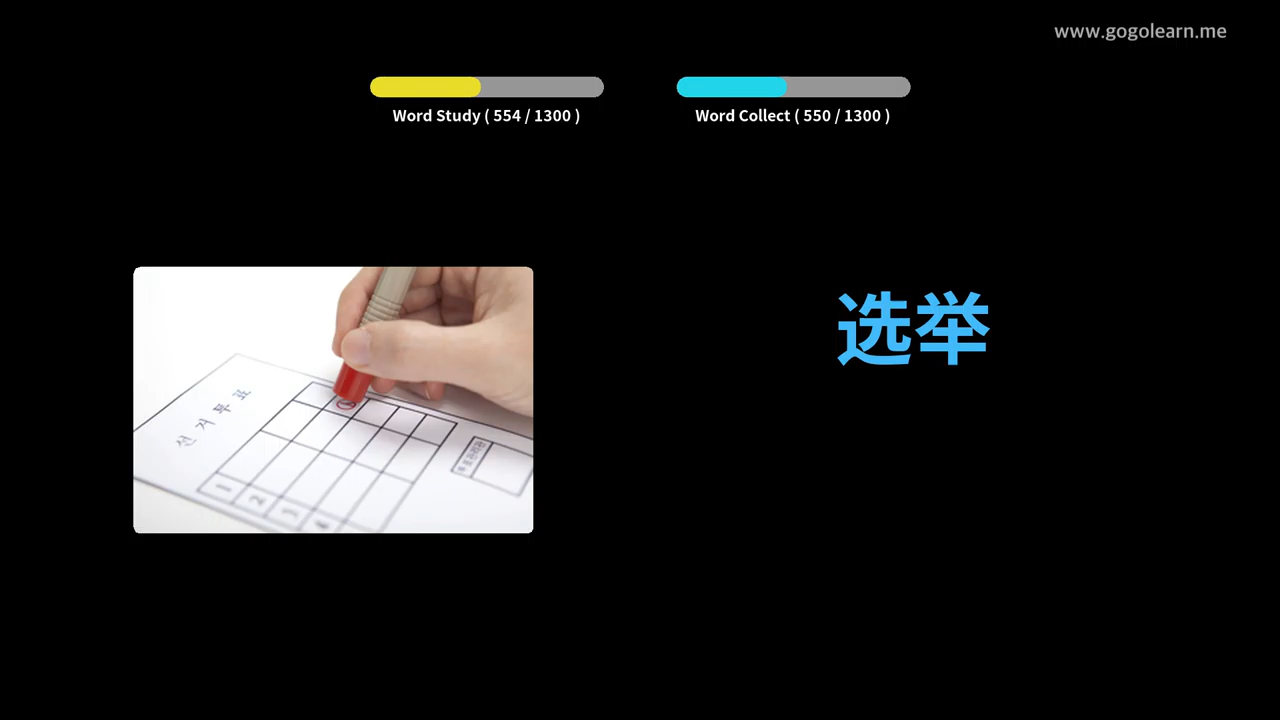 www.gogolearn.me
Word Study ( 554 / 1300 )
Word Collect ( 550 / 1300 )
选举
선거투표
1
2
3
4